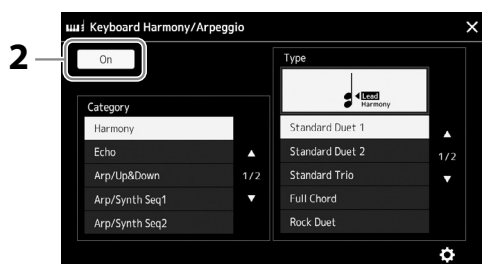 Keyboard Harmony/Arpeggio
2
On
Type
Lead
Harmony
Category
Harmony
Echo
Arp/Up&Down
Arp/Synth Seq1
Arp/Synth Seq2
1/2
Standard Duet 1
Standard Duet 2
Standard Trio
Full Chord
Rock Duet
1/2